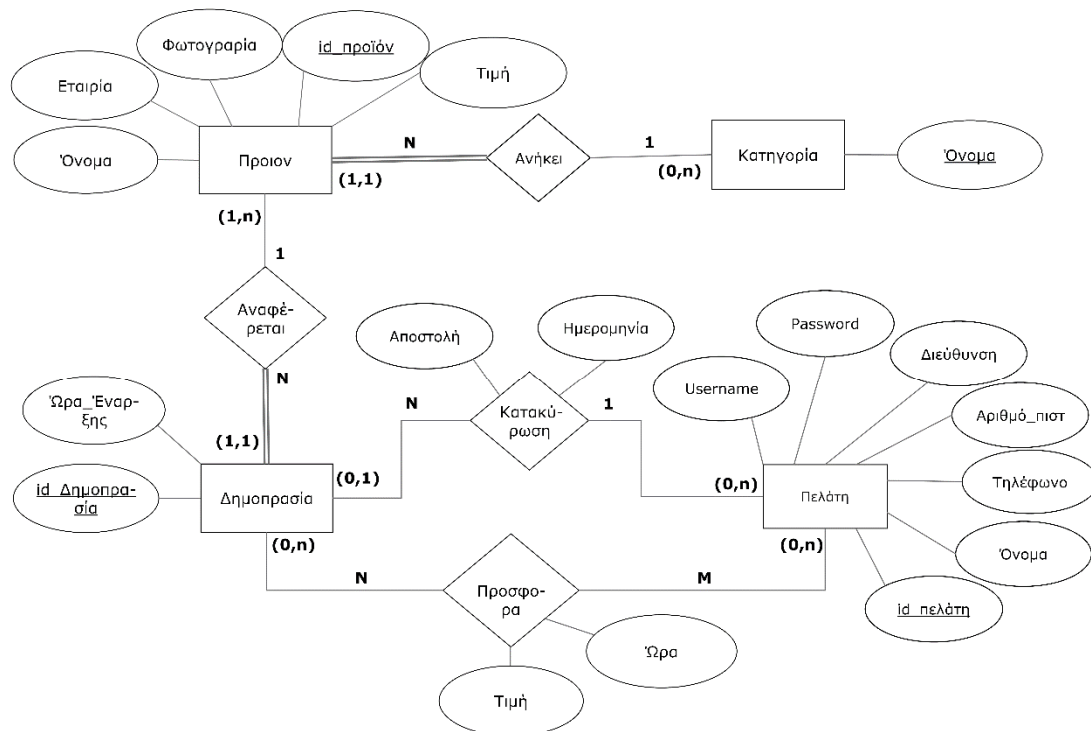 Φωτογραρία
id_προϊόν
Τιμή
Εταιρία
Όνομα
Προιον
N
Ανήκει
1
Κατηγορία
Όνομα
(1,1)
(0,n)
(1,n)
1
Αναφέ-
ρεται
N
(1,1)
Αποστολή
Ημερομηνία
Password
Διεύθυνση
Username
Αριθμό_πιστ
Ώρα_Έναρ-
ξης
N
Κατακύ-
ρωση
1
(0,1)
(0,n)
id_Δημοπρα-
σία
Δημοπρασία
Πελάτη
Τηλέφωνο
(0,n)
(0,n)
Όνομα
N
Προσφο-
ρα
M
id_πελάτη
Ώρα
Τιμή